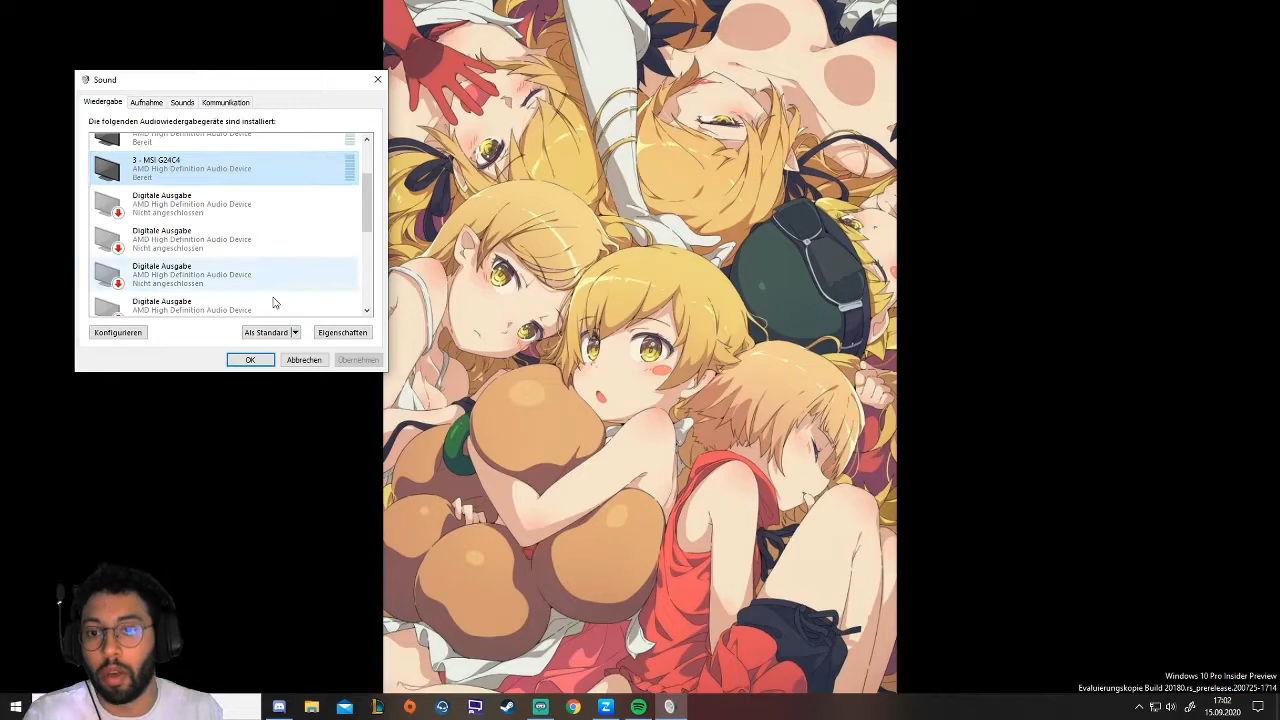 Sound
Wiedergabe Aufnahme Sounds Kommunikation
Die folgenden Audiowiedergabegeräte sind installiert:
AMD High Definition Audio Device
Bereit
3 - MSI G24C4
AMD High Definition Audio Device
Bereit
Digitale Ausgabe
AMD High Definition Audio Device
Nicht angeschlossen
Digitale Ausgabe
AMD High Definition Audio Device
Nicht angeschlossen
Digitale Ausgabe
AMD High Definition Audio Device
Nicht angeschlossen
Digitale Ausgabe
AMD High Definition Audio Device
Konfigurieren Als Standard Eigenschaften
OK Abbrechen Übernehmen
Windows 10 Pro Insider Preview
Evaluierungskopie Build 20180.rs_prerelease.200725-1714
17:02
15.09.2020